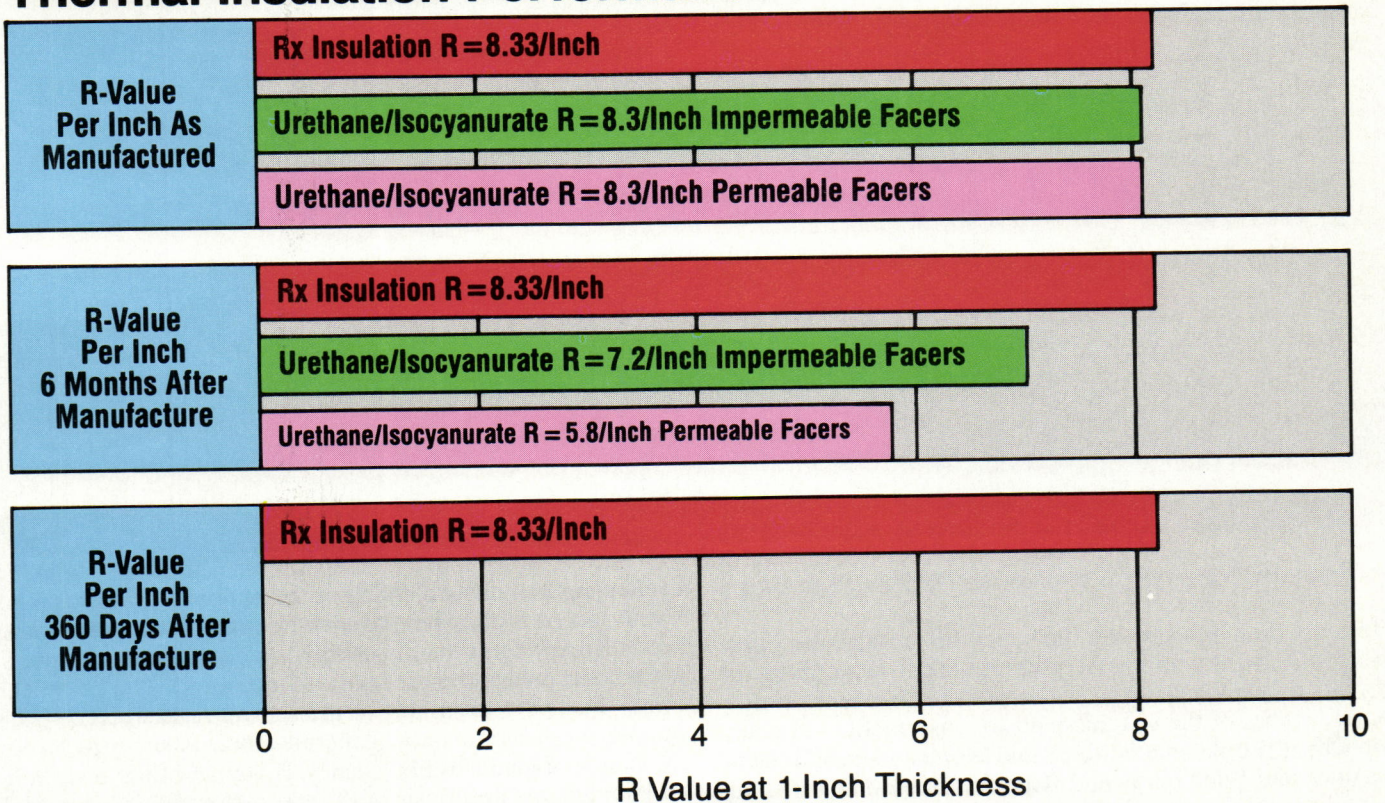 Thermal Insulation
R-Value
Per Inch As
Manufactured
Rx Insulation R=8.33/Inch
Urethane/Isocyanurate R=8.3/Inch Impermeable Facers
Urethane/Isocyanurate R=8.3/Inch Permeable Facers
R-Value
Per Inch
6 Months After
Manufacture
Rx Insulation R=8.33/Inch
Urethane/Isocyanurate R=7.2/Inch Impermeable Facers
Urethane/Isocyanurate R=5.8/Inch Permeable Facers
R-Value
Per Inch
360 Days After
Manufacture
Rx Insulation R=8.33/Inch
0 2 4 6 8 10
R Value at 1-Inch Thickness